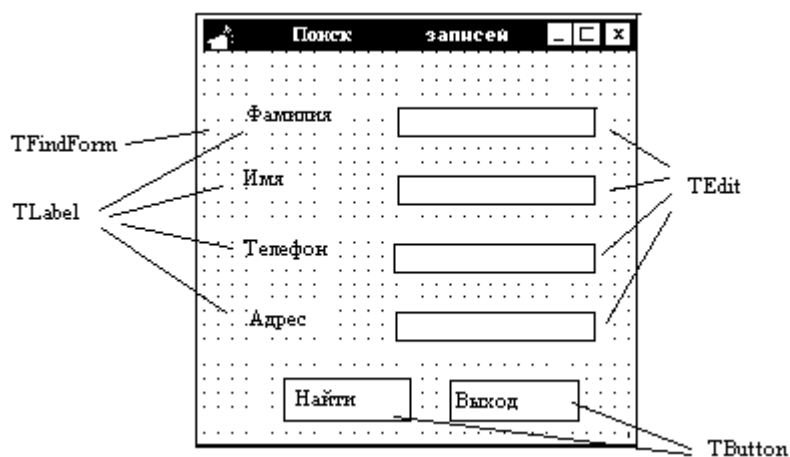 Поиск записей
Фамилия
TFindForm
Имя
TEdit
TLabel
Телефон
Адрес
Найти
Выход
TButton